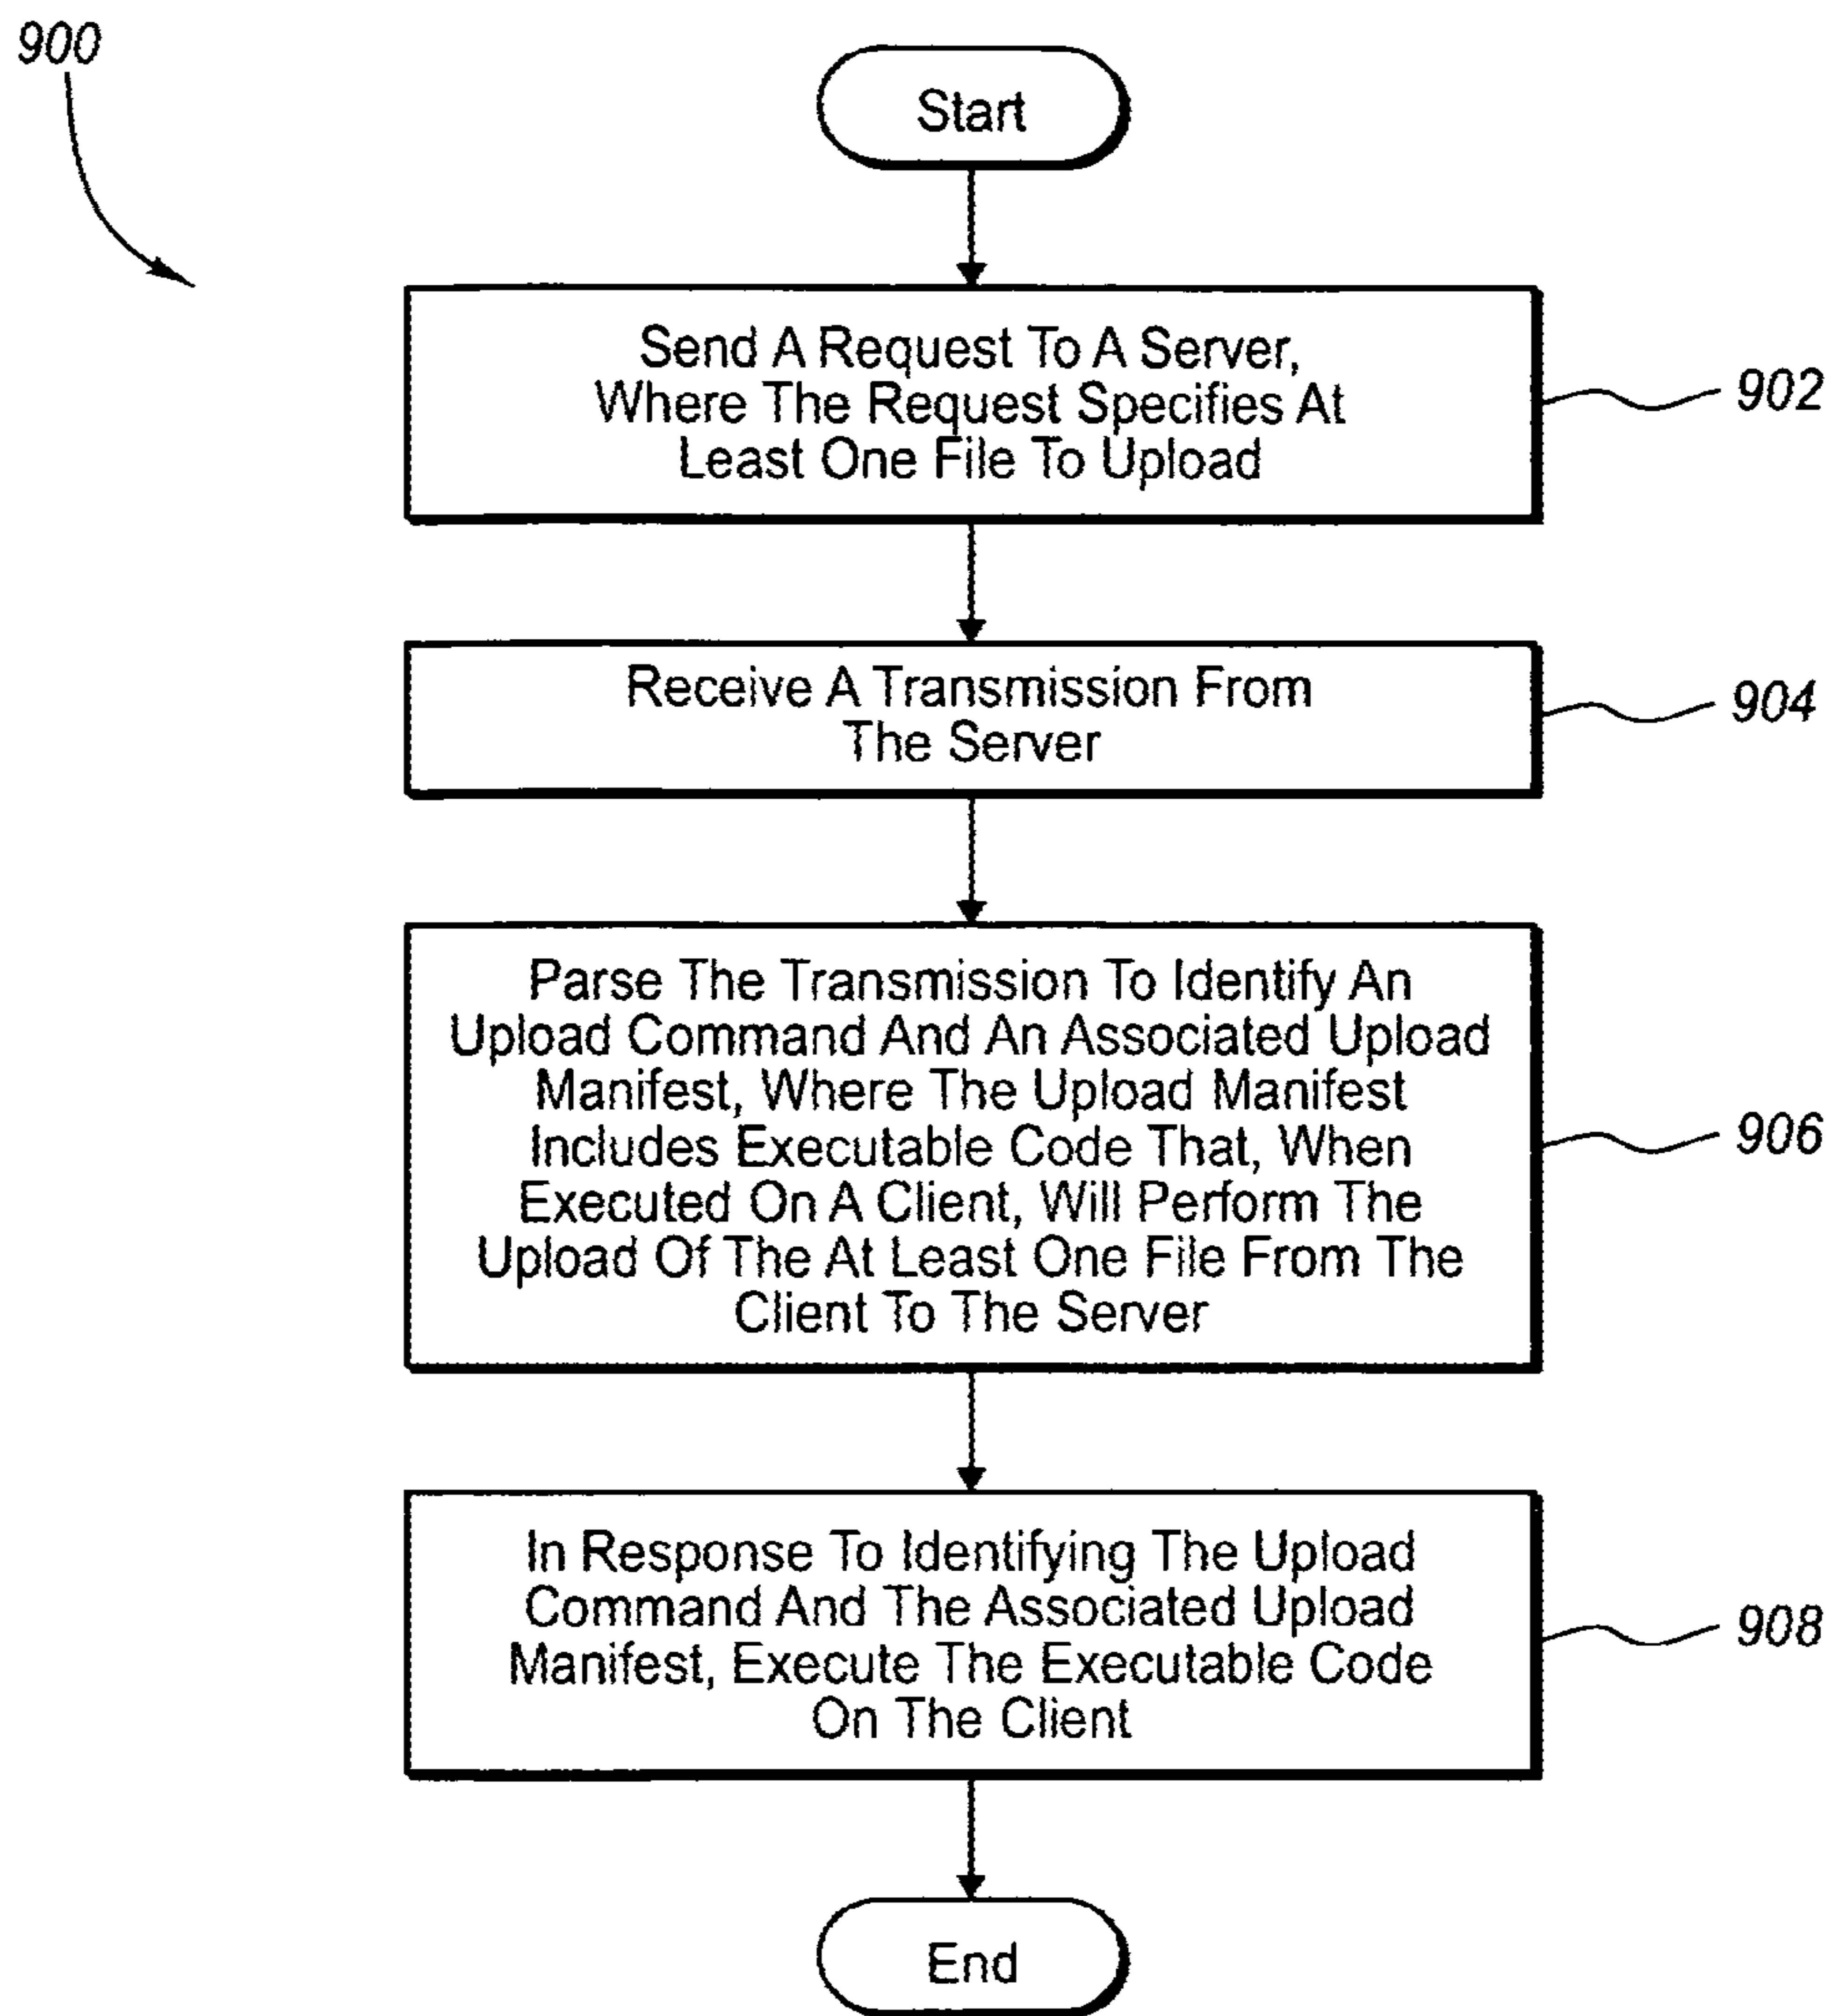 900
Start
Send A Request To A Server,
Where The Request Specifies At
Least One File To Upload
902
Receive A Transmission From
The Server
904
Parse The Transmission To Identify An
Upload Command And An Associated Upload
Manifest, Where The Upload Manifest
Includes Executable Code That, When
Executed On A Client, Will Perform The
Upload Of The At Least One File From The
Client To The Server
906
In Response To Identifying The Upload
Command And The Associated Upload
Manifest, Execute The Executable Code
On The Client
908
End